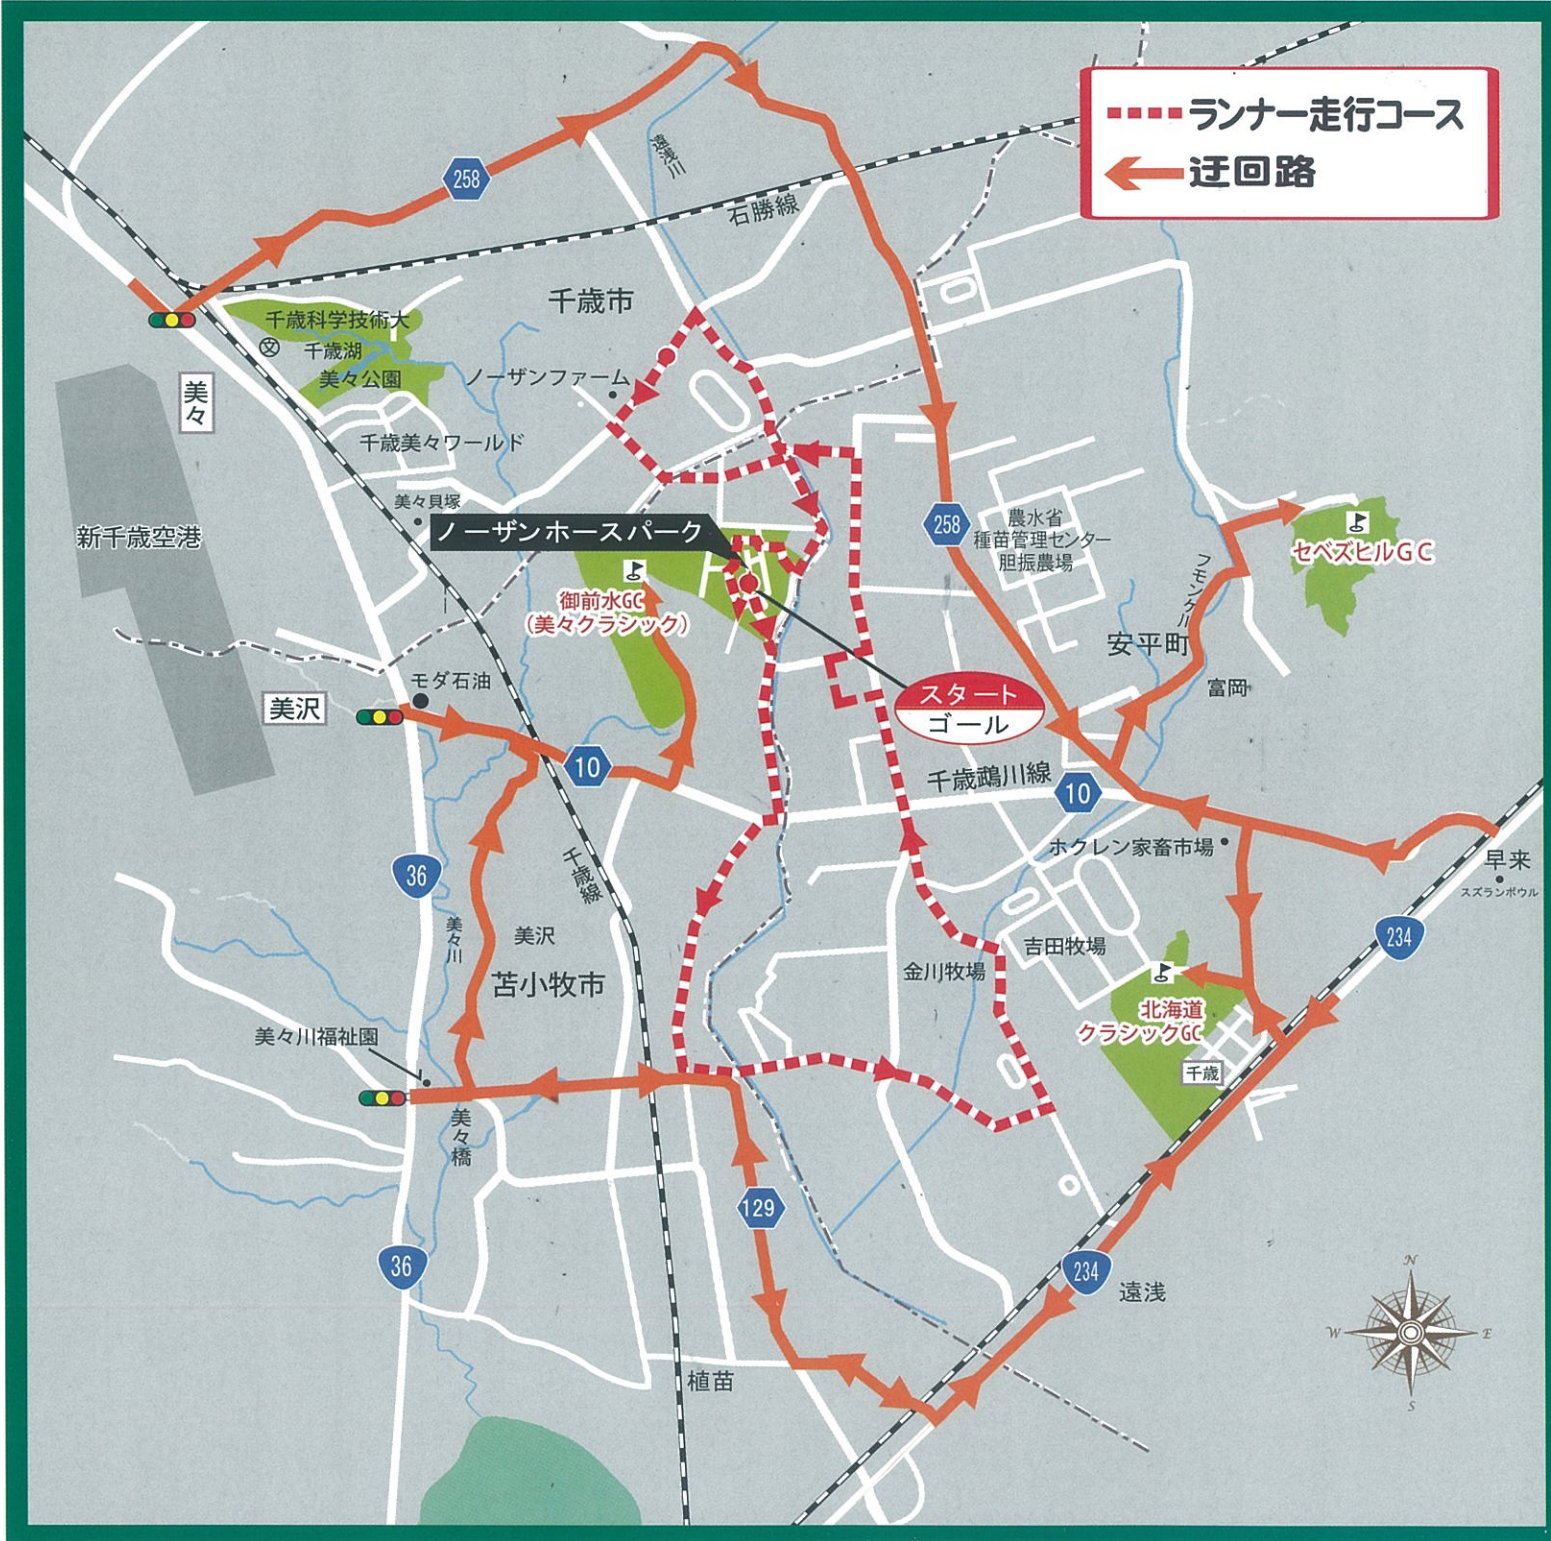 ランナー走行コース
迂回路
遠浅川
258
石勝線
千歳市
千歳科学技術大
文
千歳湖
美々公園
美々
ノーザンファーム
千歳美々ワールド
美々貝塚
新千歳空港
ノーザンホースパーク
258
農水省
種苗管理センター
胆振農場
セベズヒルGC
御前水GC
(美々クラシック)
フモンケ川
安平町
富岡
モダ石油
美沢
スタート
ゴール
10
千歳鵡川線
10
ホクレン家畜市場
早来
スズランボウル
36
千歳線
美々川
美沢
苫小牧市
234
吉田牧場
金川牧場
北海道
クラシックGC
美々川福祉園
千歳
美々橋
129
36
234
遠浅
植苗
N
W
E
S